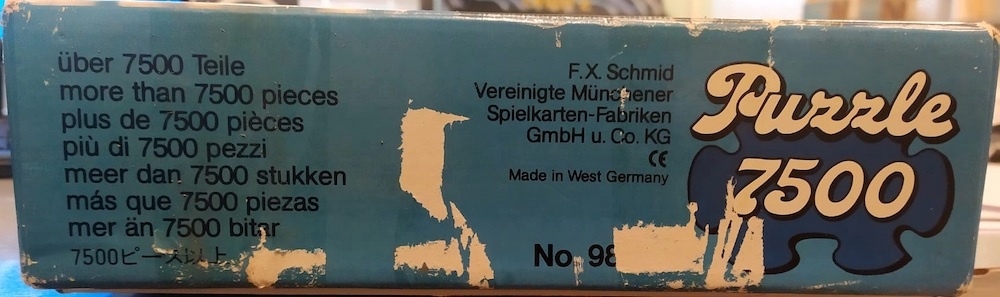 über 7500 Teile
more than 7500 pieces
plus de 7500 pièces
più di 7500 pezzi
meer dan 7500 stukken
más que 7500 piezas
mer än 7500 bitar
7500ピース以上
F.X. Schmid
Vereinigte Münchener
Spielkarten-Fabriken
GmbH u. Co. KG
CE
Made in West Germany
No. 98
Puzzle
7500